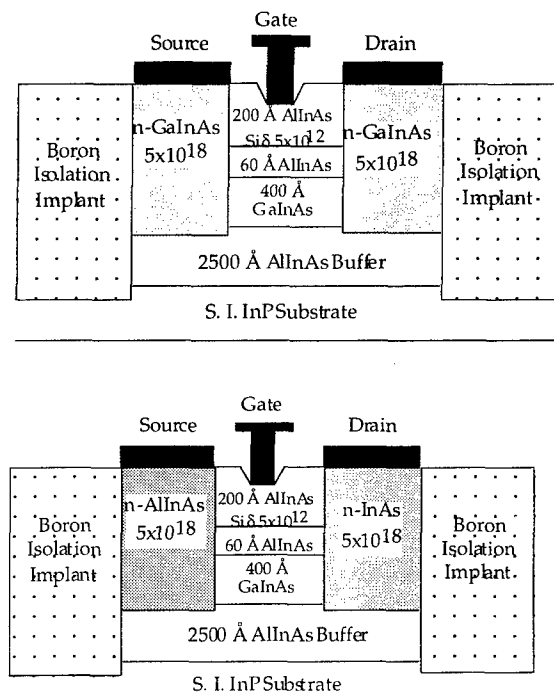 Gate
Source
Drain
200 Å AlInAs
Si δ 5x10¹²
60 Å AlInAs
400 Å
GaInAs
n-GaInAs
5x10¹⁸
n-GaInAs
5x10¹⁸
Boron
Isolation
Implant
Boron
Isolation
Implant
2500 Å AlInAs Buffer
S. I. InP Substrate
Gate
Source
Drain
200 Å AlInAs
Si δ 5x10¹²
60 Å AlInAs
400 Å
GaInAs
n-AlInAs
5x10¹⁸
n-InAs
5x10¹⁸
Boron
Isolation
Implant
Boron
Isolation
Implant
2500 Å AlInAs Buffer
S. I. InP Substrate